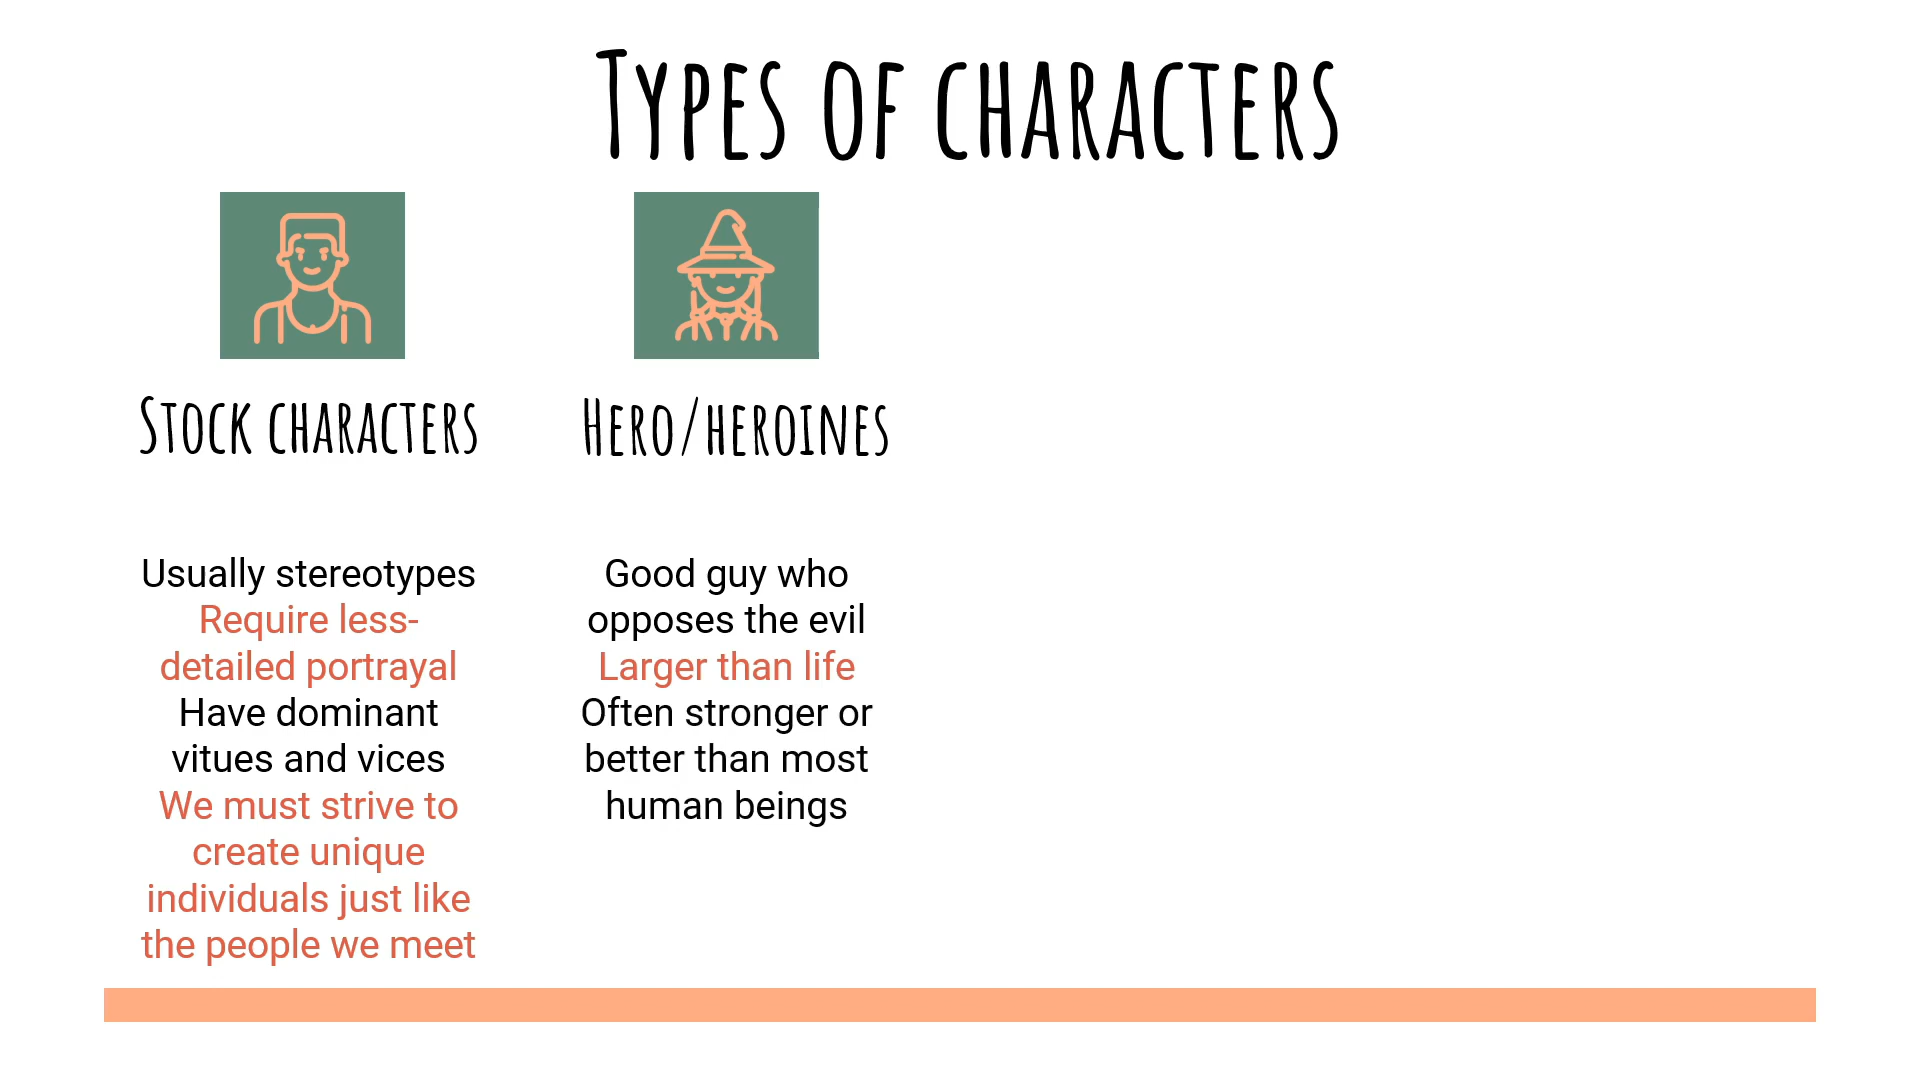 Types of characters
Stock characters
Usually stereotypes
Require less-
detailed portrayal
Have dominant
vitues and vices
We must strive to
create unique
individuals just like
the people we meet
Hero/heroines
Good guy who
opposes the evil
Larger than life
Often stronger or
better than most
human beings